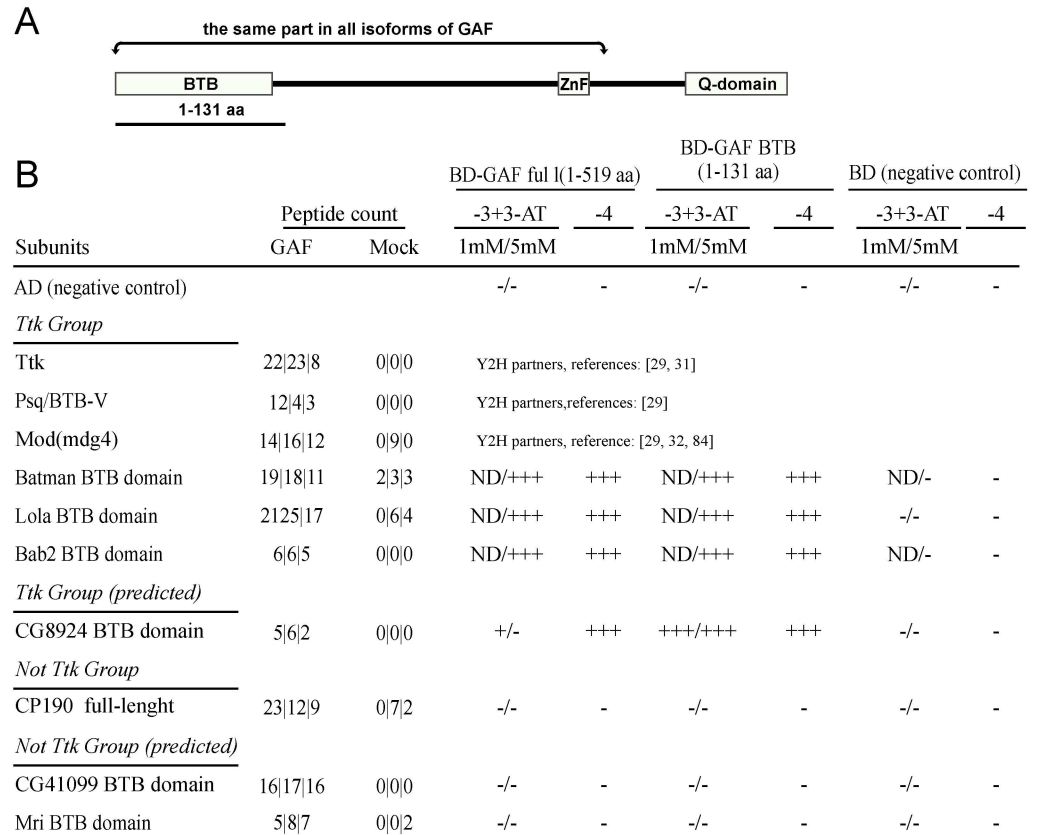 A
the same part in all isoforms of GAF
BTB ZnF Q-domain
1-131 aa
B
BD-GAF ful l(1-519 aa) BD-GAF BTB (1-131 aa) BD (negative control)
Peptide count -3+3-AT -4 -3+3-AT -4 -3+3-AT -4
Subunits GAF Mock 1mM/5mM 1mM/5mM 1mM/5mM
AD (negative control) -/- - -/- - -/- -
Ttk Group
Ttk 22|23|8 0|0|0 Y2H partners, references: [29, 31]
Psq/BTB-V 12|4|3 0|0|0 Y2H partners,references: [29]
Mod(mdg4) 14|16|12 0|9|0 Y2H partners, reference: [29, 32, 84]
Batman BTB domain 19|18|11 2|3|3 ND/+++ +++ ND/+++ +++ ND/- -
Lola BTB domain 2125|17 0|6|4 ND/+++ +++ ND/+++ +++ -/- -
Bab2 BTB domain 6|6|5 0|0|0 ND/+++ +++ ND/+++ +++ ND/- -
Ttk Group (predicted)
CG8924 BTB domain 5|6|2 0|0|0 +/- +++ +++/+++ +++ -/- -
Not Ttk Group
CP190 full-lenght 23|12|9 0|7|2 -/- - -/- - -/- -
Not Ttk Group (predicted)
CG41099 BTB domain 16|17|16 0|0|0 -/- - -/- - -/- -
Mri BTB domain 5|8|7 0|0|2 -/- - -/- - -/- -